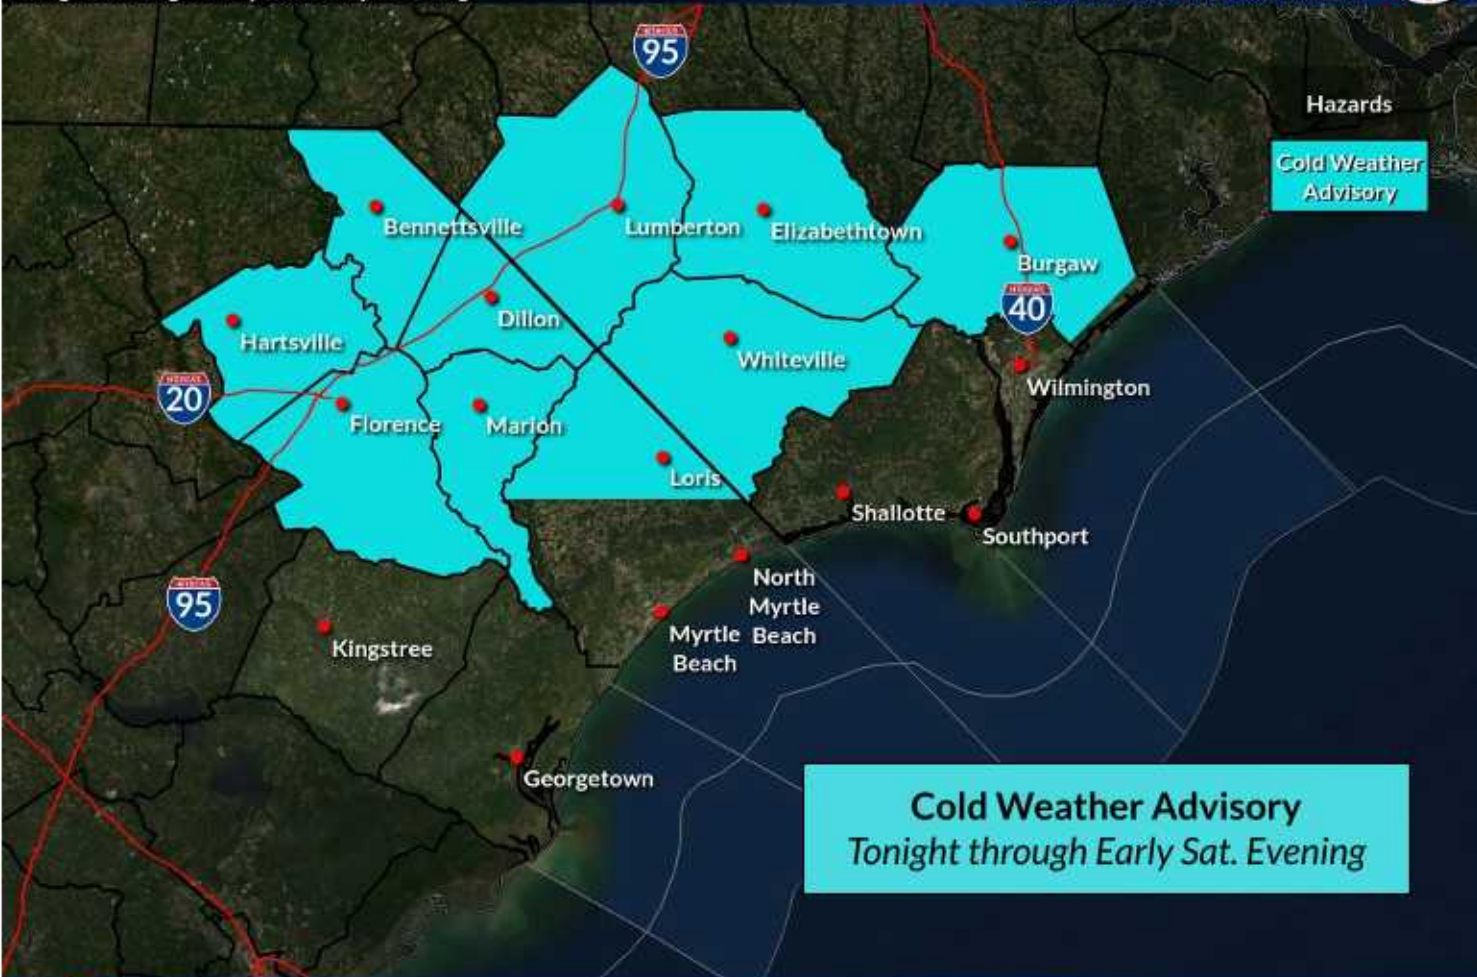 95
Hazards
Cold Weather
Advisory
Bennettsville
Lumberton
Elizabethtown
Burgaw
40
Dillon
Hartsville
Whiteville
Wilmington
20
Florence
Marion
Loris
Shallotte
Southport
95
North
Myrtle
Beach
Myrtle
Beach
Kingstree
Georgetown
Cold Weather Advisory
Tonight through Early Sat. Evening